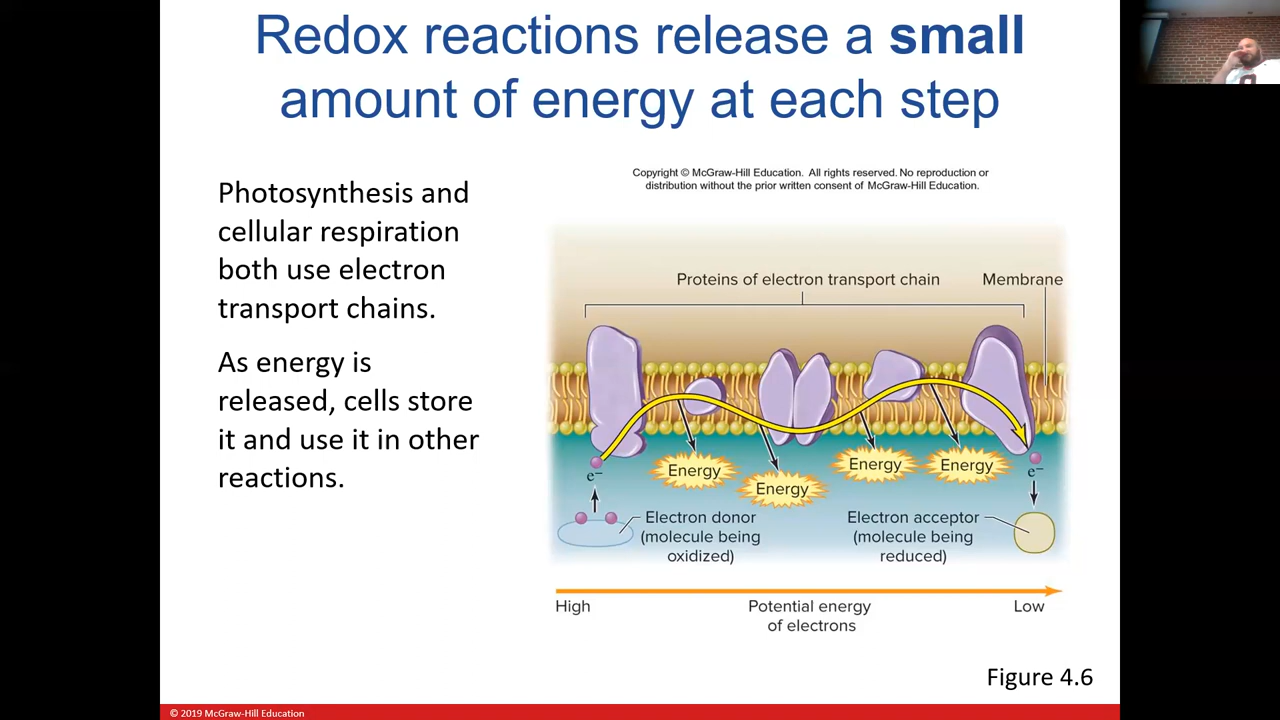 Redox reactions release a small
amount of energy at each step
Photosynthesis and
cellular respiration
both use electron
transport chains.
As energy is
released, cells store
it and use it in other
reactions.
Copyright © McGraw-Hill Education. All rights reserved. No reproduction or
distribution without the prior written consent of McGraw-Hill Education.
Proteins of electron transport chain
Membrane
Energy
Energy
Energy
Energy
e⁻
e⁻
Electron donor
(molecule being
oxidized)
Electron acceptor
(molecule being
reduced)
High
Potential energy
of electrons
Low
Figure 4.6
© 2019 McGraw-Hill Education